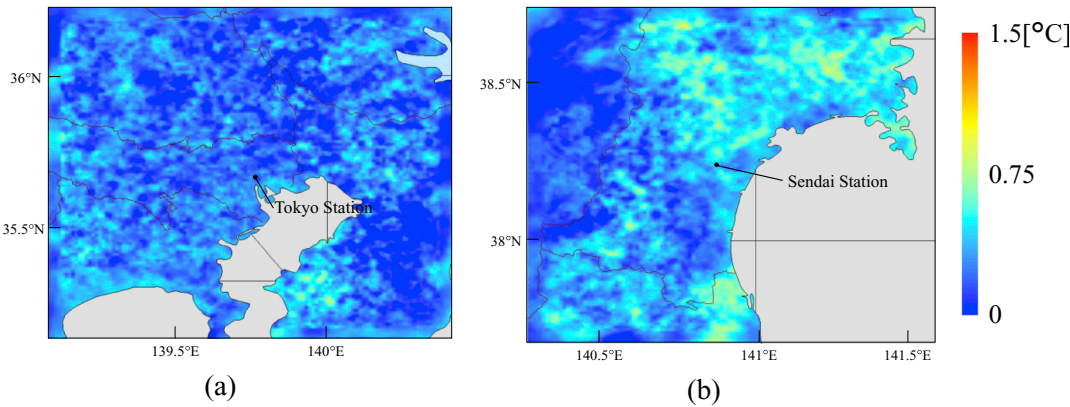 36°N
35.5°N
139.5°E
140°E
Tokyo Station
(a)
38.5°N
38°N
140.5°E
141°E
141.5°E
Sendai Station
(b)
1.5[°C]
0.75
0